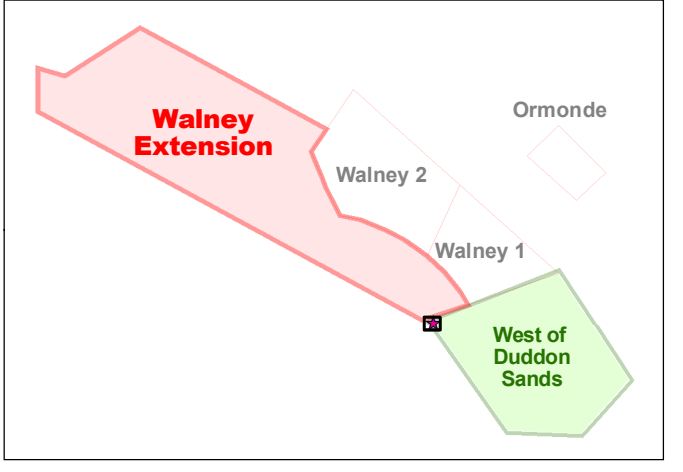 Ormonde
Walney
Extension
Walney 2
Walney 1
West of
Duddon
Sands